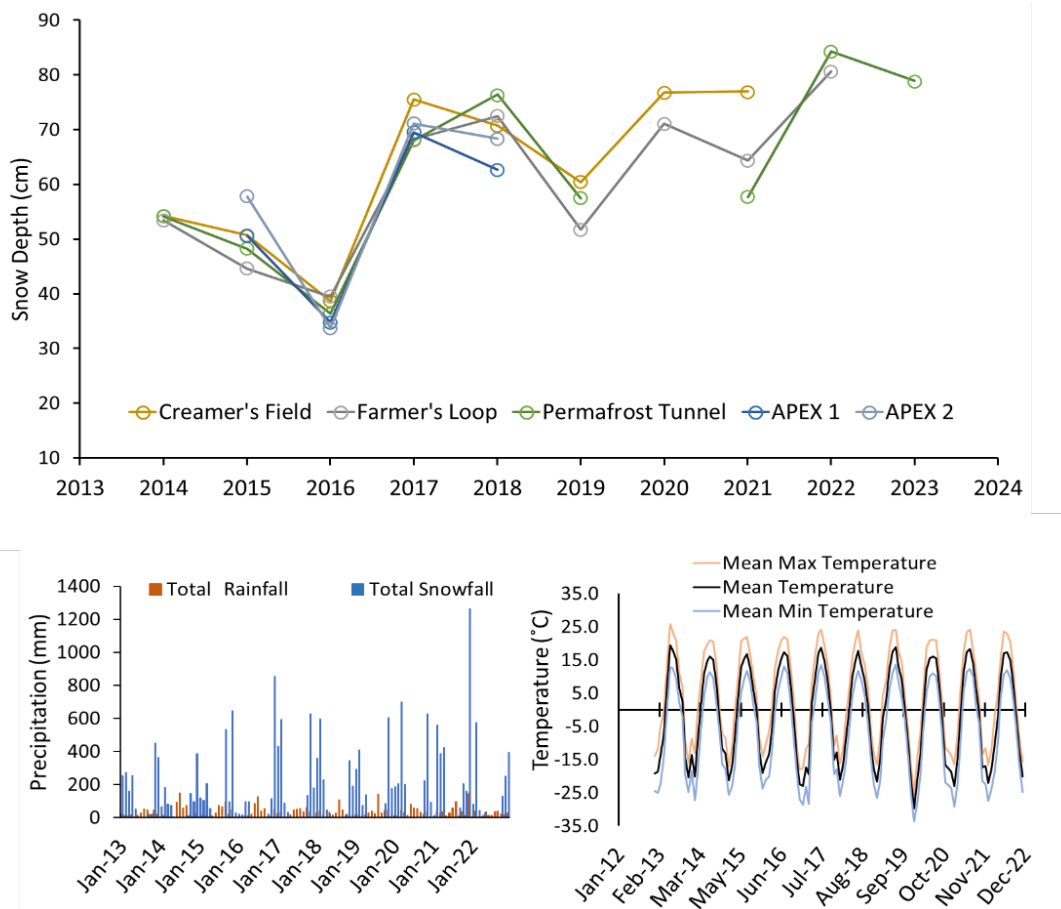 90
80
70
60
50
40
30
20
10
Snow Depth (cm)
Creamer's Field Farmer's Loop Permafrost Tunnel APEX 1 APEX 2
2013 2014 2015 2016 2017 2018 2019 2020 2021 2022 2023 2024
1400
1200
1000
800
600
400
200
0
Precipitation (mm)
Total Rainfall Total Snowfall
Jan-13 Jan-14 Jan-15 Jan-16 Jan-17 Jan-18 Jan-19 Jan-20 Jan-21 Jan-22
Mean Max Temperature
Mean Temperature
Mean Min Temperature
35.0
25.0
15.0
5.0
-5.0
-15.0
-25.0
-35.0
Temperature (˚C)
Jan-12 Feb-13 Mar-14 May-15 Jun-16 Jul-17 Aug-18 Sep-19 Oct-20 Nov-21 Dec-22